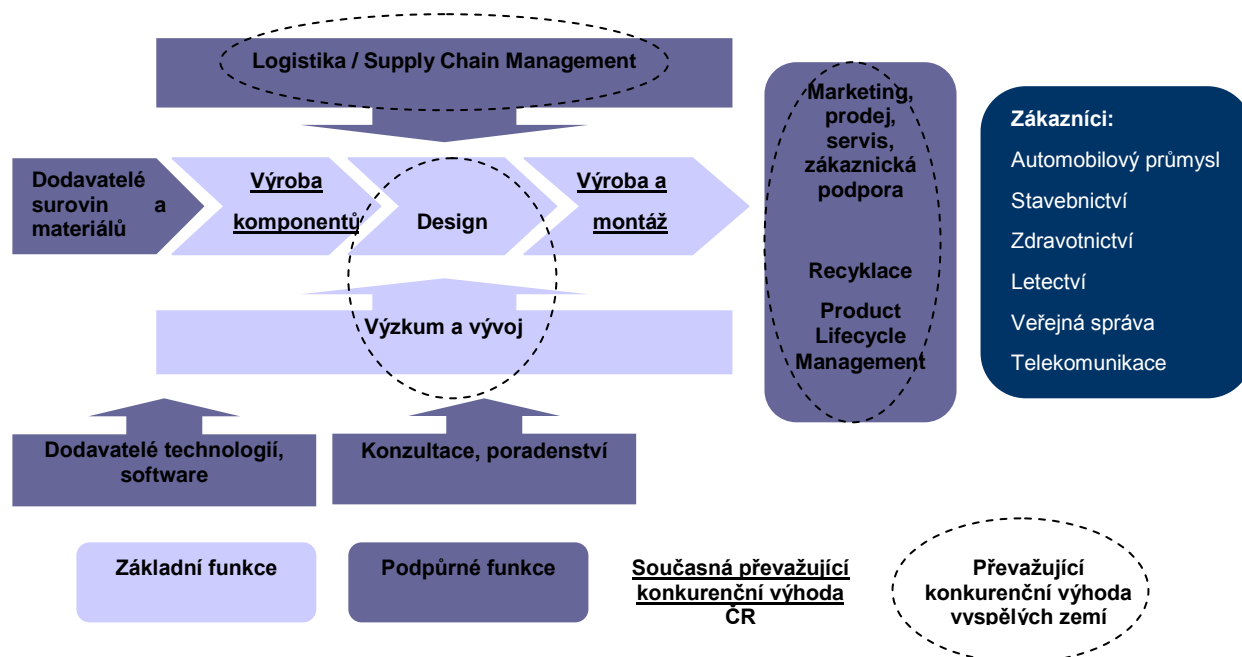 Logistika / Supply Chain Management
Dodavatelé
surovin a
materiálů
Výroba
komponentů
Design
Výroba a
montáž
Výzkum a vývoj
Dodavatelé technologií,
software
Konzultace, poradenství
Marketing,
prodej,
servis,
zákaznická
podpora
Recyklace
Product
Lifecycle
Management
Zákazníci:
Automobilový průmysl
Stavebnictví
Zdravotnictví
Letectví
Veřejná správa
Telekomunikace
Základní funkce
Podpůrné funkce
Současná převažující
konkurenční výhoda
ČR
Převažující
konkurenční výhoda
vyspělých zemí